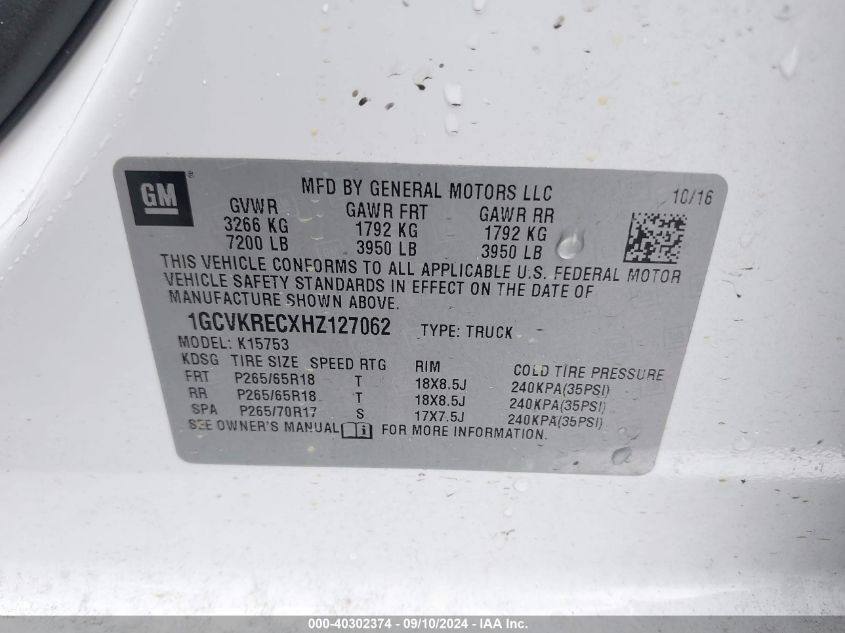 GM ®
MFD BY GENERAL MOTORS LLC 10/16
GVWR GAWR FRT GAWR RR
3266 KG 1792 KG 1792 KG
7200 LB 3950 LB 3950 LB
THIS VEHICLE CONFORMS TO ALL APPLICABLE U.S. FEDERAL MOTOR
VEHICLE SAFETY STANDARDS IN EFFECT ON THE DATE OF
MANUFACTURE SHOWN ABOVE.
1GCVKRECXHZ127062 TYPE: TRUCK
MODEL: K15753
KDSG TIRE SIZE SPEED RTG RIM COLD TIRE PRESSURE
FRT P265/65R18 T 18X8.5J 240KPA(35PSI)
RR P265/65R18 T 18X8.5J 240KPA(35PSI)
SPA P265/70R17 S 17X7.5J 240KPA(35PSI)
SEE OWNER'S MANUAL FOR MORE INFORMATION.
000-40302374 - 09/10/2024 - IAA Inc.